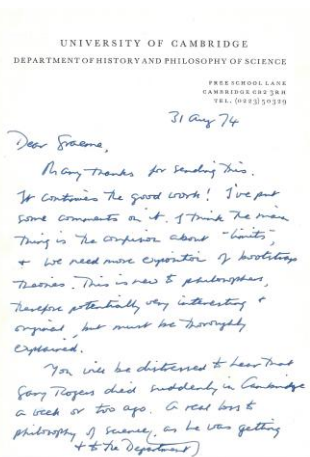 UNIVERSITY OF CAMBRIDGE
DEPARTMENT OF HISTORY AND PHILOSOPHY OF SCIENCE
FREE SCHOOL LANE
CAMBRIDGE CB2 3RH
TEL. (0223) 50329
31 Aug 74
Dear Graeme,
Many thanks for sending this.
It continues the good work! I've put
some comments on it. I think the main
thing is the confusion about "limits",
& we need more exposition of bootstrap
theories. This is new to philosophers,
therefore potentially very interesting &
original, but must be thoroughly
explained.
You will be distressed to hear that
Gary Rogers died suddenly in Cambridge
a week or two ago. A real loss to
philosophy of science, as he was getting
& to the Department